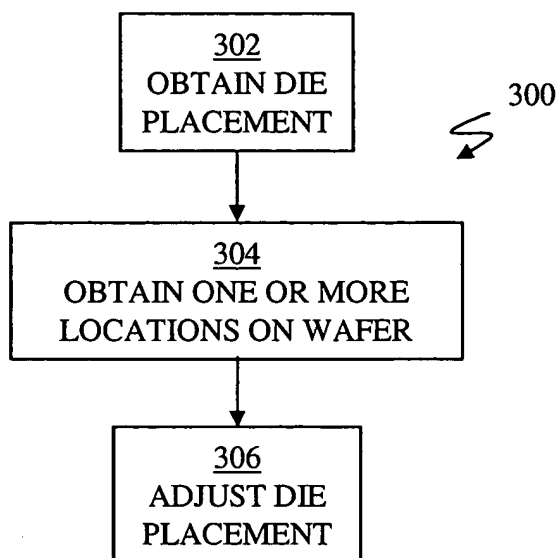 302
OBTAIN DIE
PLACEMENT
300
304
OBTAIN ONE OR MORE
LOCATIONS ON WAFER
306
ADJUST DIE
PLACEMENT